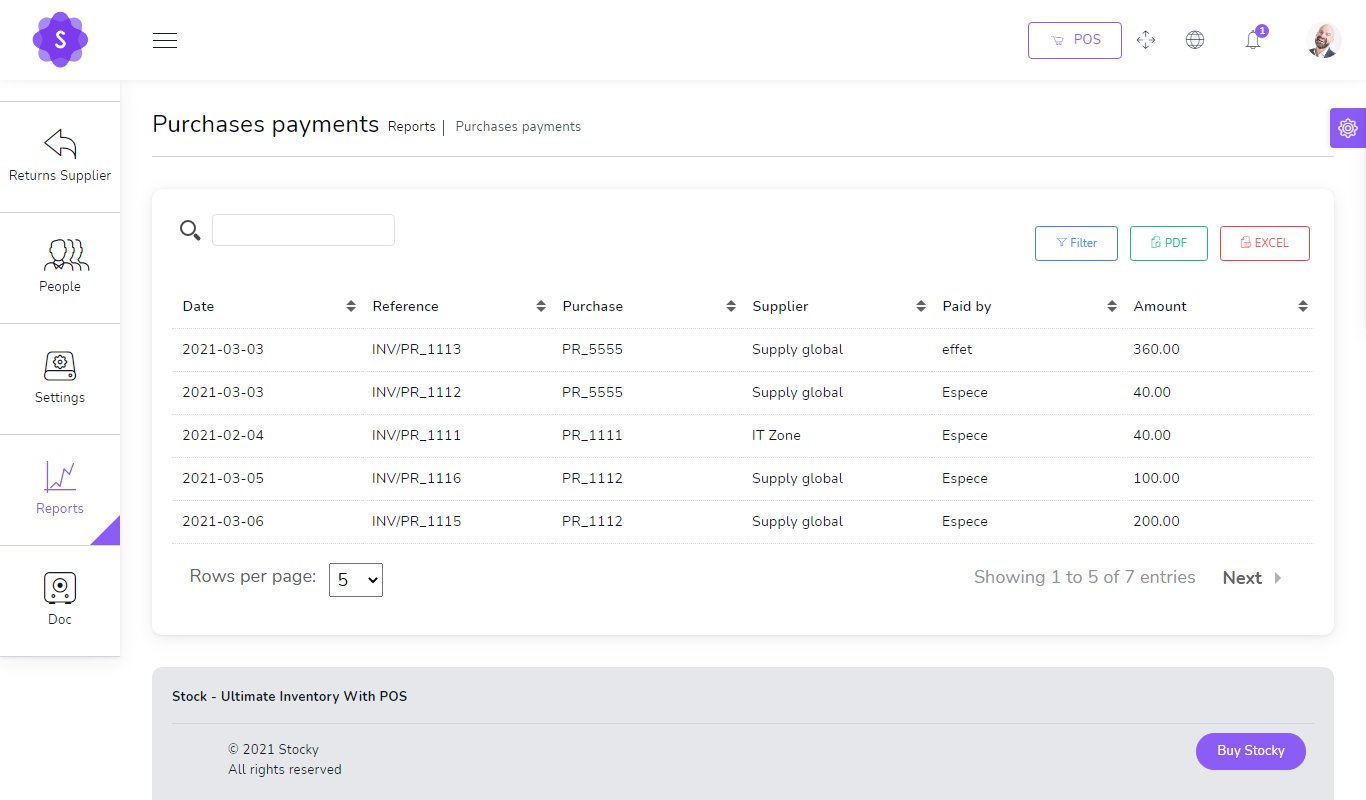 S
POS
1
Returns Supplier
People
Settings
Reports
Doc
Purchases payments Reports | Purchases payments
Filter PDF EXCEL
Date Reference Purchase Supplier Paid by Amount
2021-03-03 INV/PR_1113 PR_5555 Supply global effet 360.00
2021-03-03 INV/PR_1112 PR_5555 Supply global Espece 40.00
2021-02-04 INV/PR_1111 PR_1111 IT Zone Espece 40.00
2021-03-05 INV/PR_1116 PR_1112 Supply global Espece 100.00
2021-03-06 INV/PR_1115 PR_1112 Supply global Espece 200.00
Rows per page: 5 Showing 1 to 5 of 7 entries Next
Stock - Ultimate Inventory With POS
© 2021 Stocky
All rights reserved
Buy Stocky